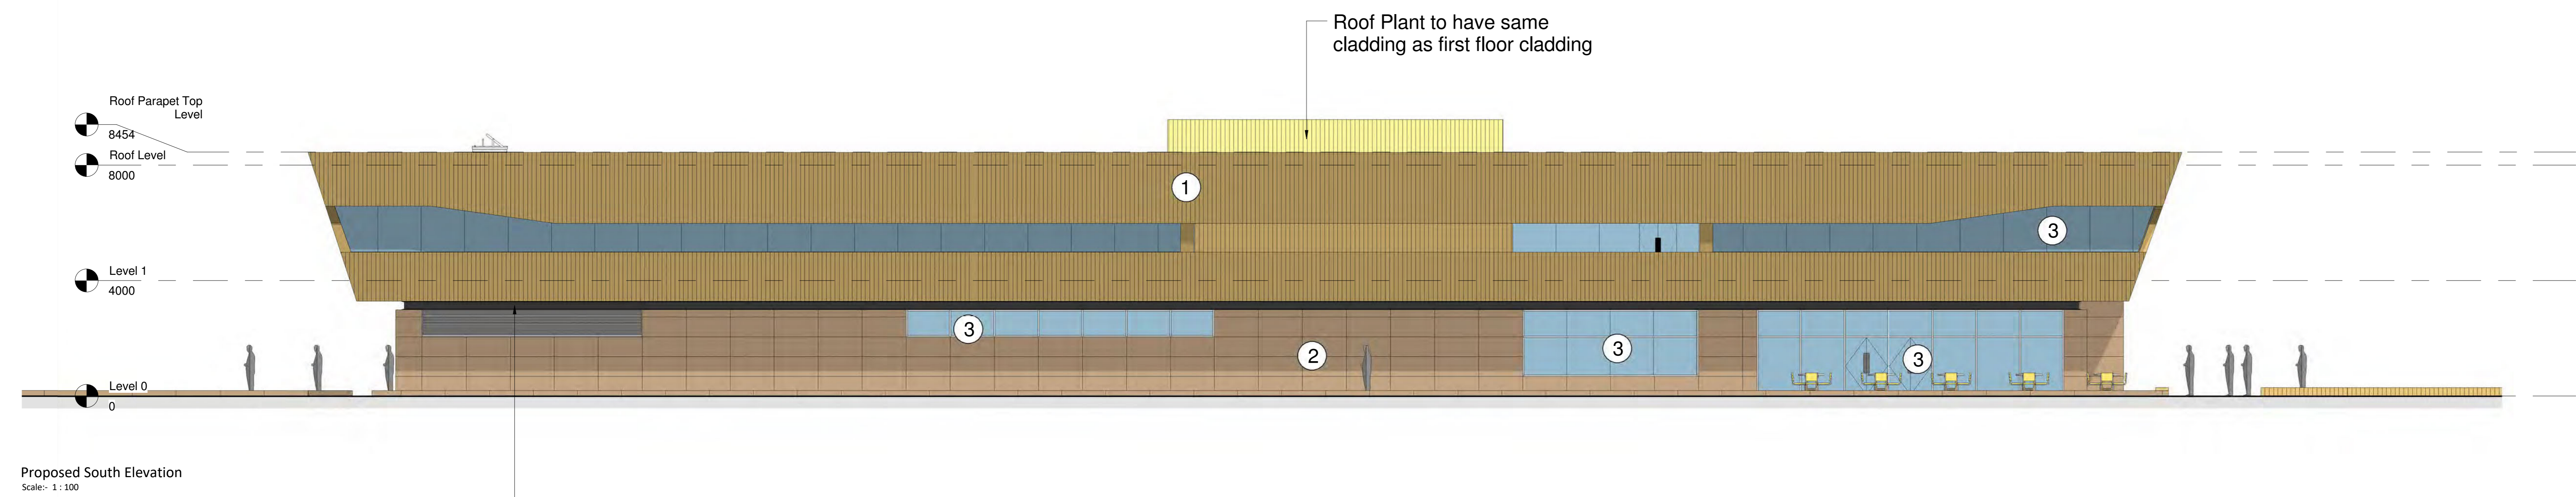 Roof Plant to have same
cladding as first floor cladding
Roof Parapet Top
Level
8454
Roof Level
8000
1
3
Level 1
4000
3
3
2
3
Level 0
0
Proposed South Elevation
Scale:- 1 : 100